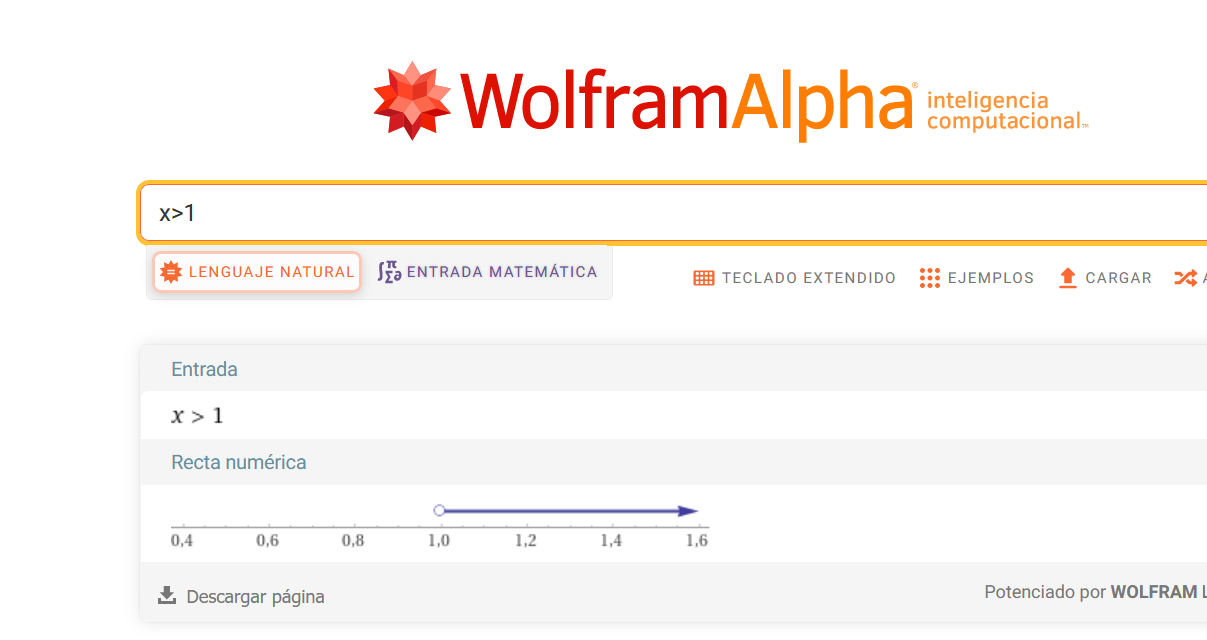 WolframAlpha® inteligencia
computacional™
x>1
LENGUAJE NATURAL ENTRADA MATEMÁTICA TECLADO EXTENDIDO EJEMPLOS CARGAR
Entrada
x > 1
Recta numérica
0,4 0,6 0,8 1,0 1,2 1,4 1,6
Descargar página
Potenciado por WOLFRAM